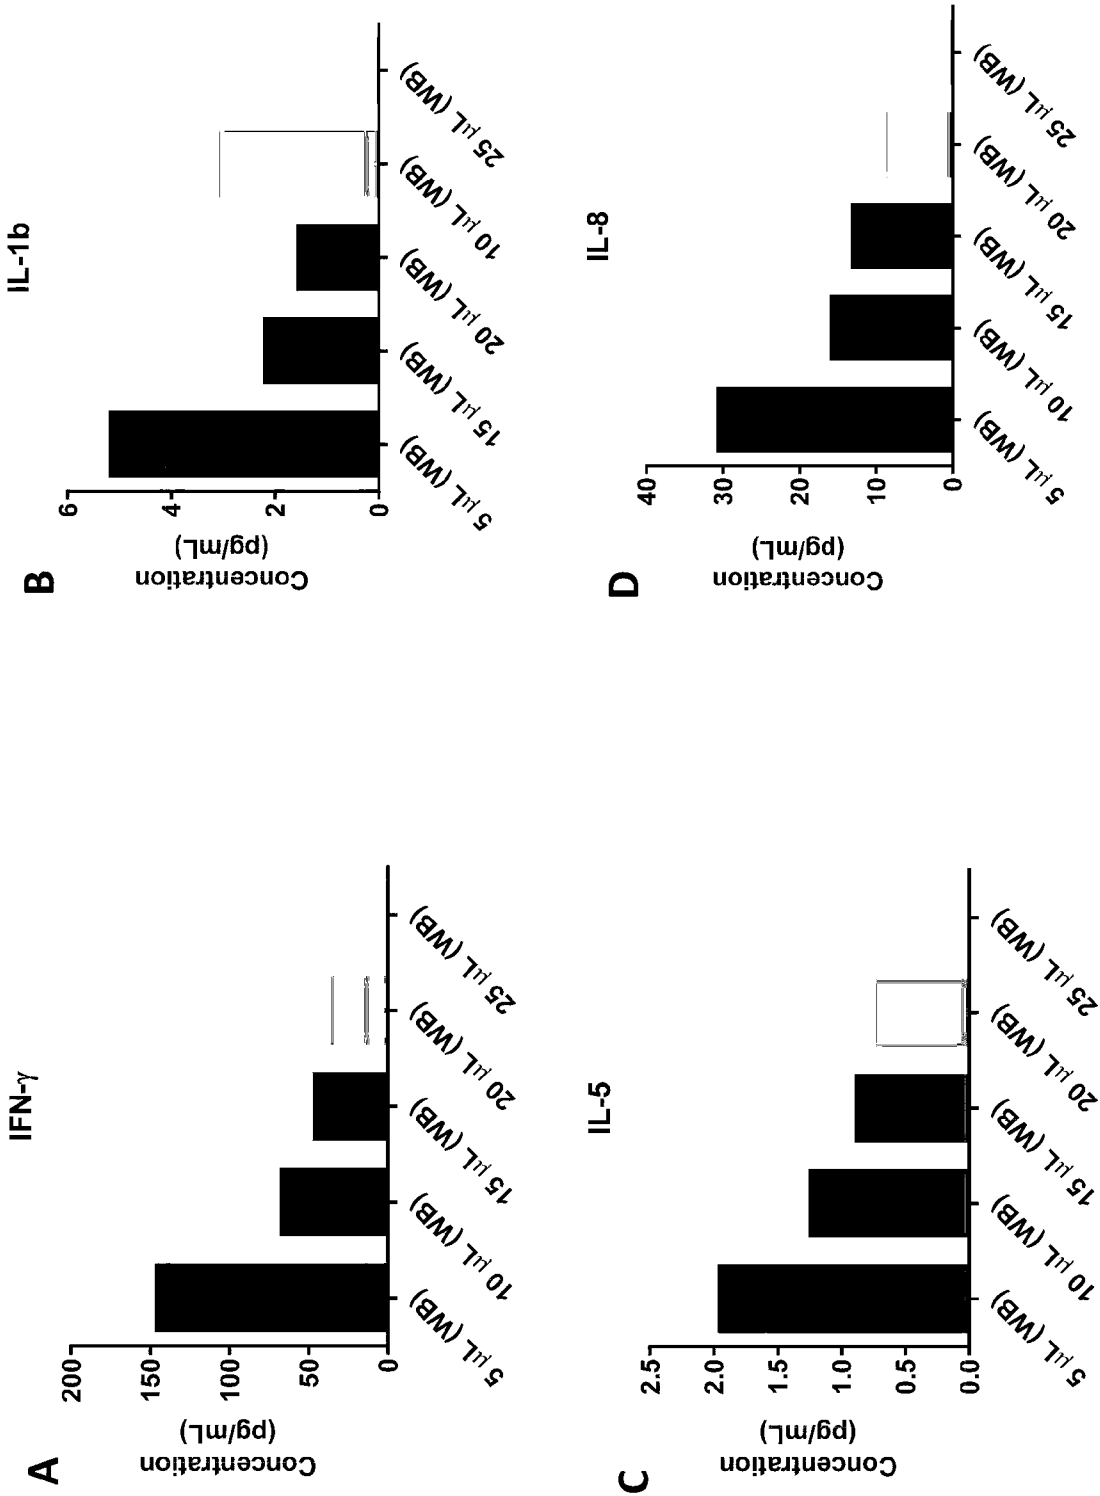 A
IFN-γ
Concentration
(pg/mL)
200
150
100
50
0
5 µL (WB)
10 µL (WB)
15 µL (WB)
20 µL (WB)
25 µL (WB)
B
IL-1b
Concentration
(pg/mL)
6
4
2
0
5 µL (WB)
15 µL (WB)
20 µL (WB)
10 µL (WB)
25 µL (WB)
C
IL-5
Concentration
(pg/mL)
2.5
2.0
1.5
1.0
0.5
0.0
5 µL (WB)
10 µL (WB)
15 µL (WB)
20 µL (WB)
25 µL (WB)
D
IL-8
Concentration
(pg/mL)
40
30
20
10
0
5 µL (WB)
10 µL (WB)
15 µL (WB)
20 µL (WB)
25 µL (WB)